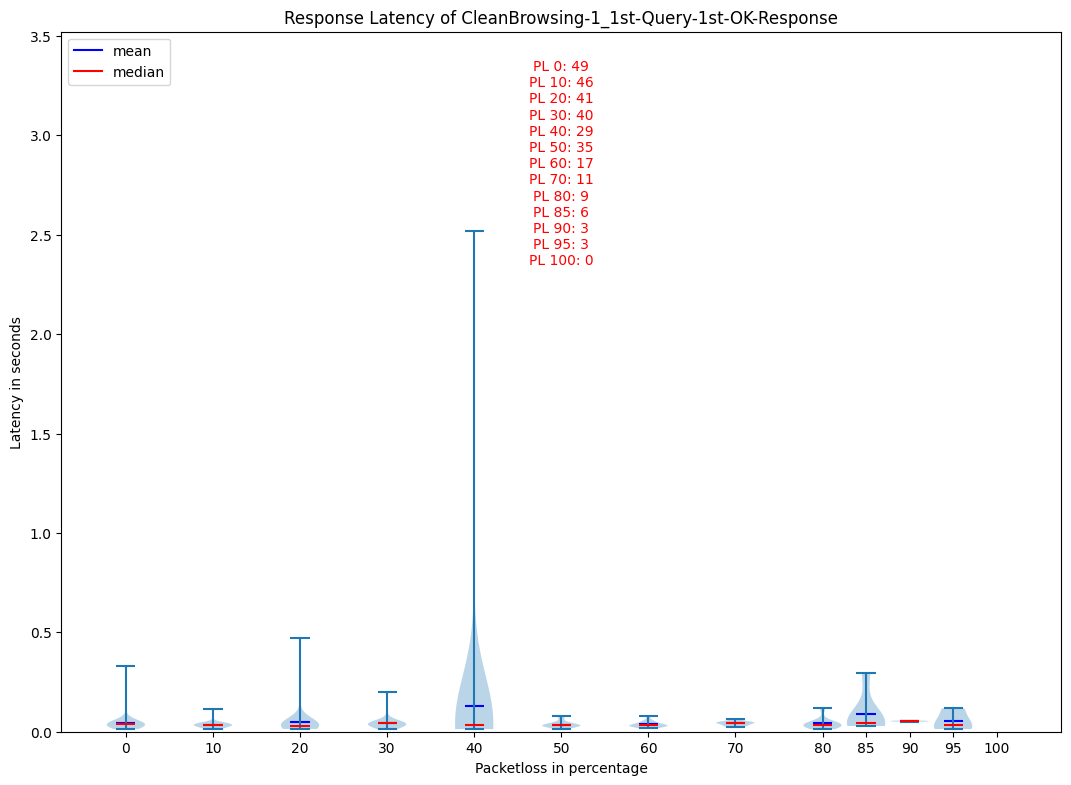 Response Latency of CleanBrowsing-1_1st-Query-1st-OK-Response
mean
median
PL 0: 49
PL 10: 46
PL 20: 41
PL 30: 40
PL 40: 29
PL 50: 35
PL 60: 17
PL 70: 11
PL 80: 9
PL 85: 6
PL 90: 3
PL 95: 3
PL 100: 0
Latency in seconds
3.5
3.0
2.5
2.0
1.5
1.0
0.5
0.0
0 10 20 30 40 50 60 70 80 85 90 95 100
Packetloss in percentage